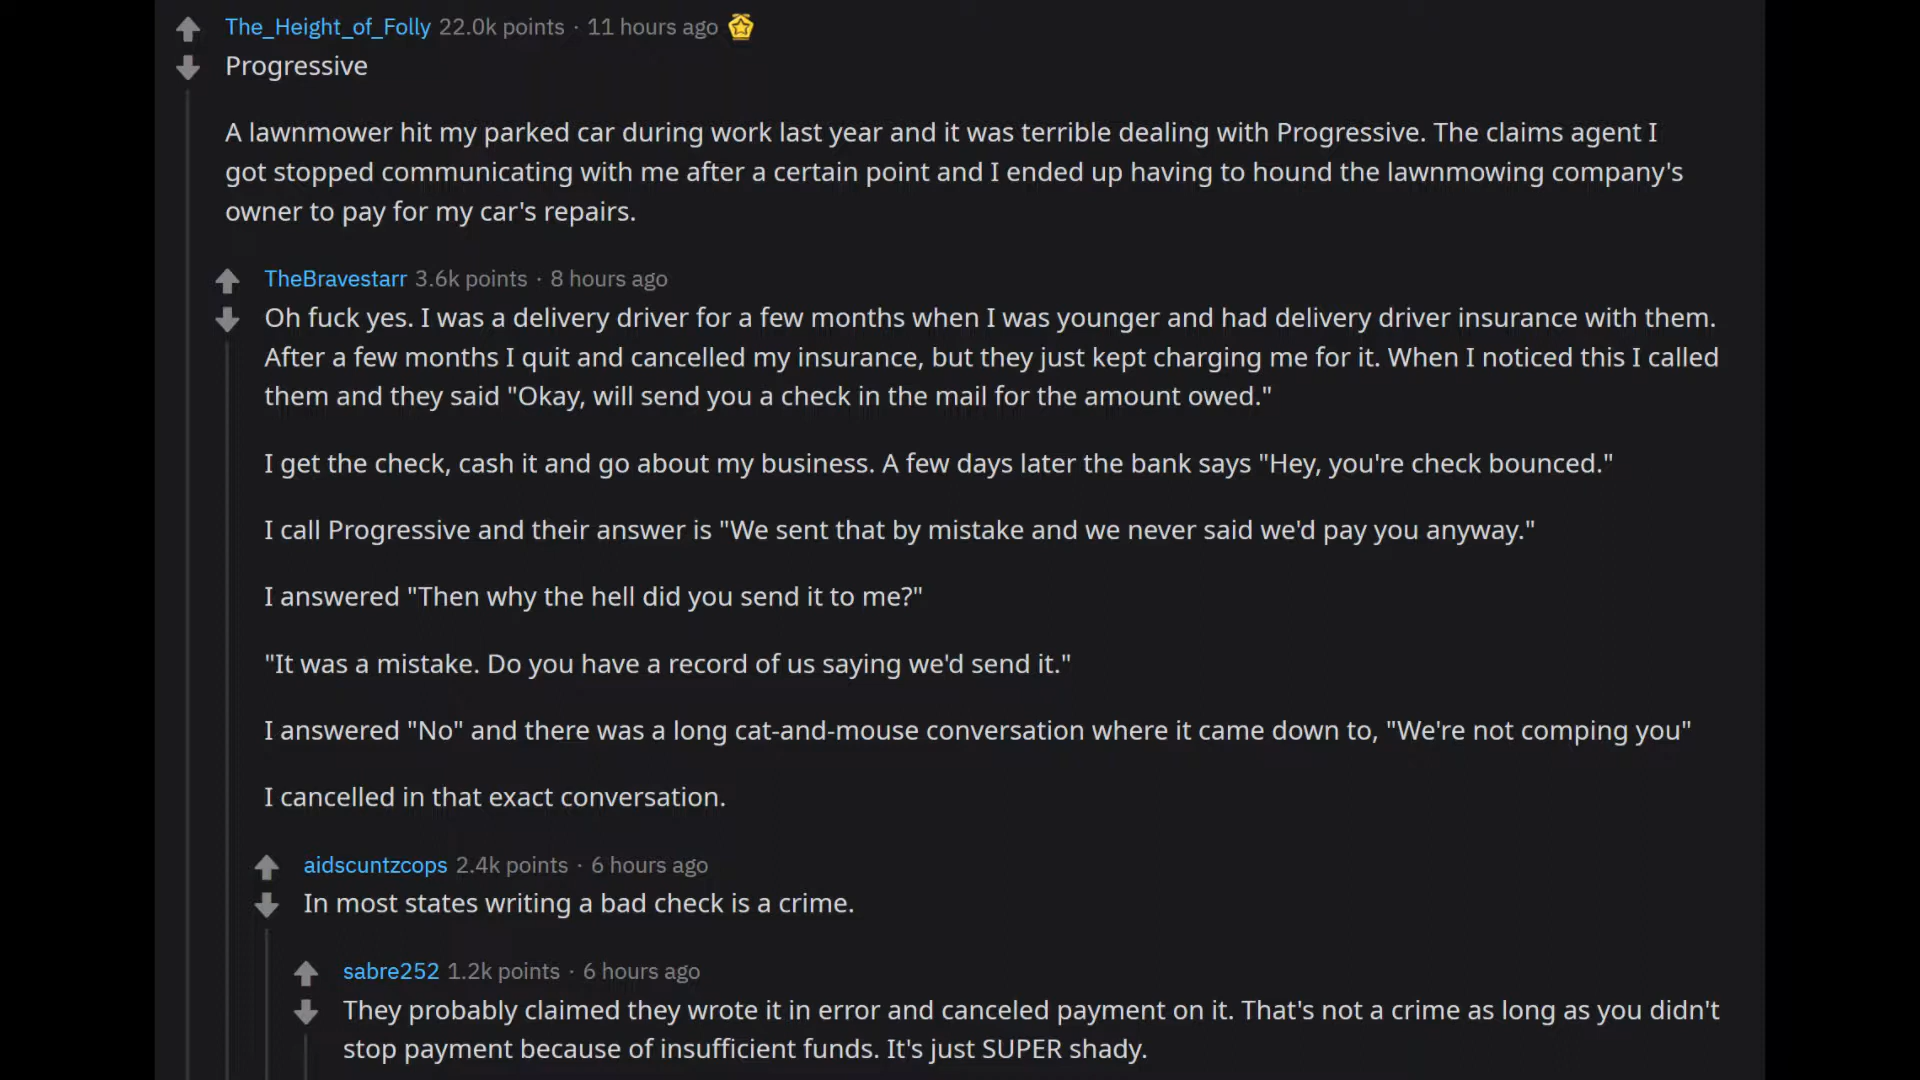 The_Height_of_Folly 22.0k points · 11 hours ago
Progressive
A lawnmower hit my parked car during work last year and it was terrible dealing with Progressive. The claims agent I
got stopped communicating with me after a certain point and I ended up having to hound the lawnmowing company's
owner to pay for my car's repairs.
TheBravestarr 3.6k points · 8 hours ago
Oh fuck yes. I was a delivery driver for a few months when I was younger and had delivery driver insurance with them.
After a few months I quit and cancelled my insurance, but they just kept charging me for it. When I noticed this I called
them and they said "Okay, will send you a check in the mail for the amount owed."
I get the check, cash it and go about my business. A few days later the bank says "Hey, you're check bounced."
I call Progressive and their answer is "We sent that by mistake and we never said we'd pay you anyway."
I answered "Then why the hell did you send it to me?"
"It was a mistake. Do you have a record of us saying we'd send it."
I answered "No" and there was a long cat-and-mouse conversation where it came down to, "We're not comping you"
I cancelled in that exact conversation.
aidscuntzcops 2.4k points · 6 hours ago
In most states writing a bad check is a crime.
sabre252 1.2k points · 6 hours ago
They probably claimed they wrote it in error and canceled payment on it. That's not a crime as long as you didn't
stop payment because of insufficient funds. It's just SUPER shady.